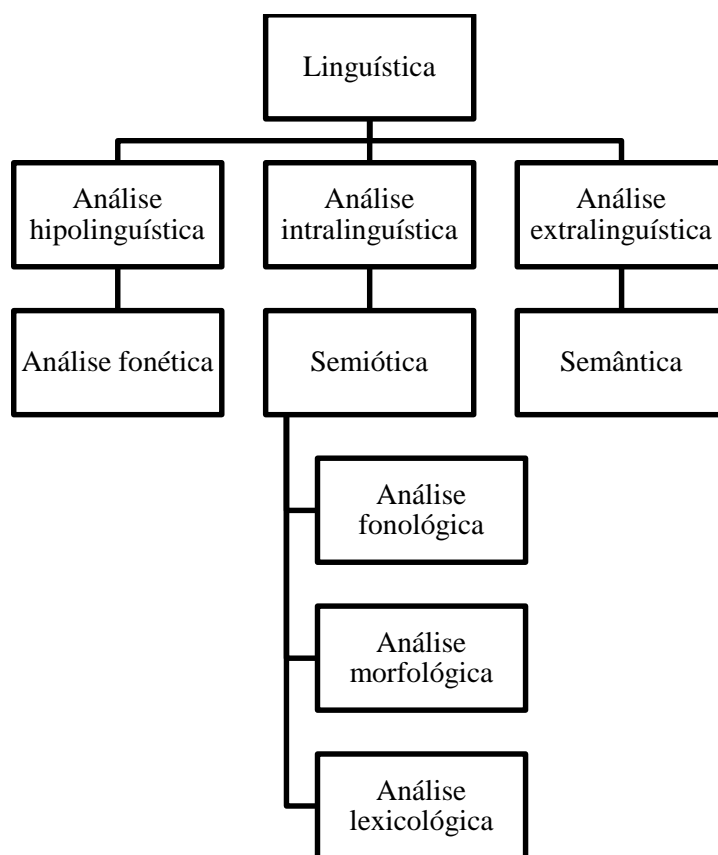 Linguística
Análise
hipolinguística
Análise
intralinguística
Análise
extralinguística
Análise fonética
Semiótica
Semântica
Análise
fonológica
Análise
morfológica
Análise
lexicológica